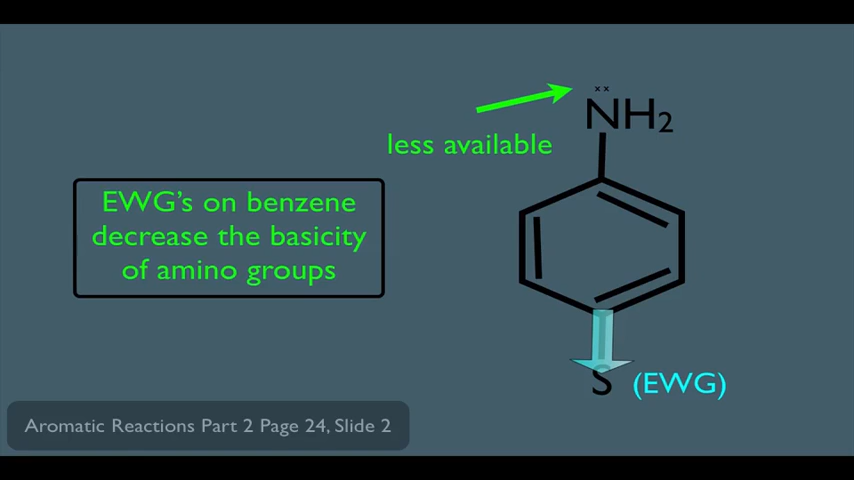 ẍ
NH₂
less available
EWG's on benzene
decrease the basicity
of amino groups
S (EWG)
Aromatic Reactions Part 2 Page 24, Slide 2